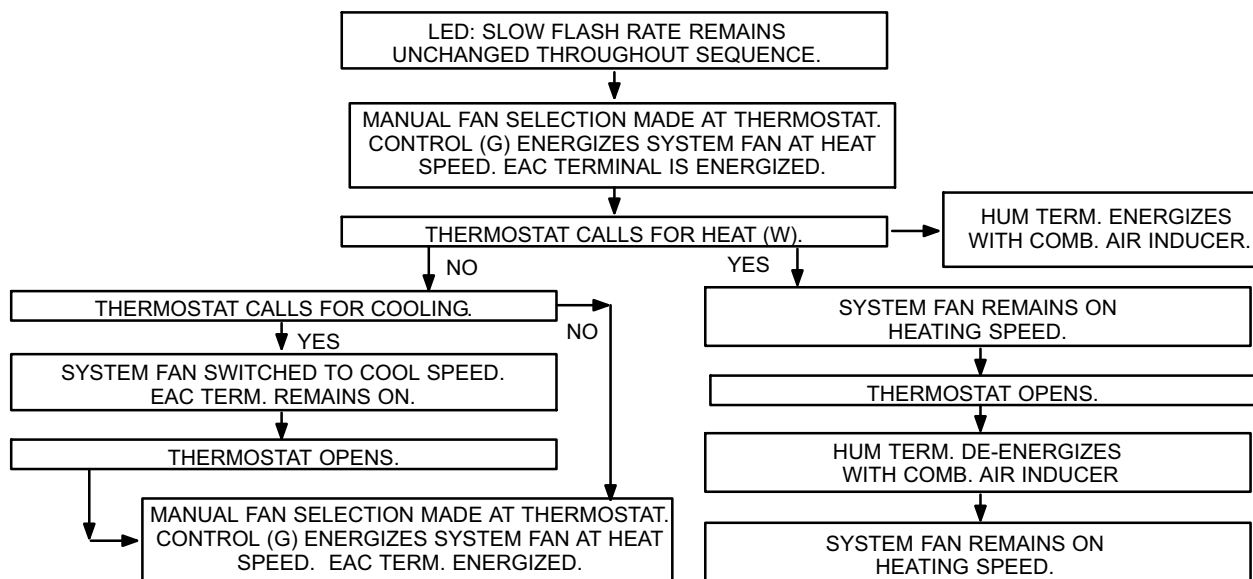 LED: SLOW FLASH RATE REMAINS
UNCHANGED THROUGHOUT SEQUENCE.
MANUAL FAN SELECTION MADE AT THERMOSTAT.
CONTROL (G) ENERGIZES SYSTEM FAN AT HEAT
SPEED. EAC TERMINAL IS ENERGIZED.
THERMOSTAT CALLS FOR HEAT (W).
HUM TERM. ENERGIZES
WITH COMB. AIR INDUCER.
NO
YES
THERMOSTAT CALLS FOR COOLING.
NO
YES
SYSTEM FAN SWITCHED TO COOL SPEED.
EAC TERM. REMAINS ON.
THERMOSTAT OPENS.
MANUAL FAN SELECTION MADE AT THERMOSTAT.
CONTROL (G) ENERGIZES SYSTEM FAN AT HEAT
SPEED. EAC TERM. ENERGIZED.
SYSTEM FAN REMAINS ON
HEATING SPEED.
THERMOSTAT OPENS.
HUM TERM. DE-ENERGIZES
WITH COMB. AIR INDUCER
SYSTEM FAN REMAINS ON
HEATING SPEED.